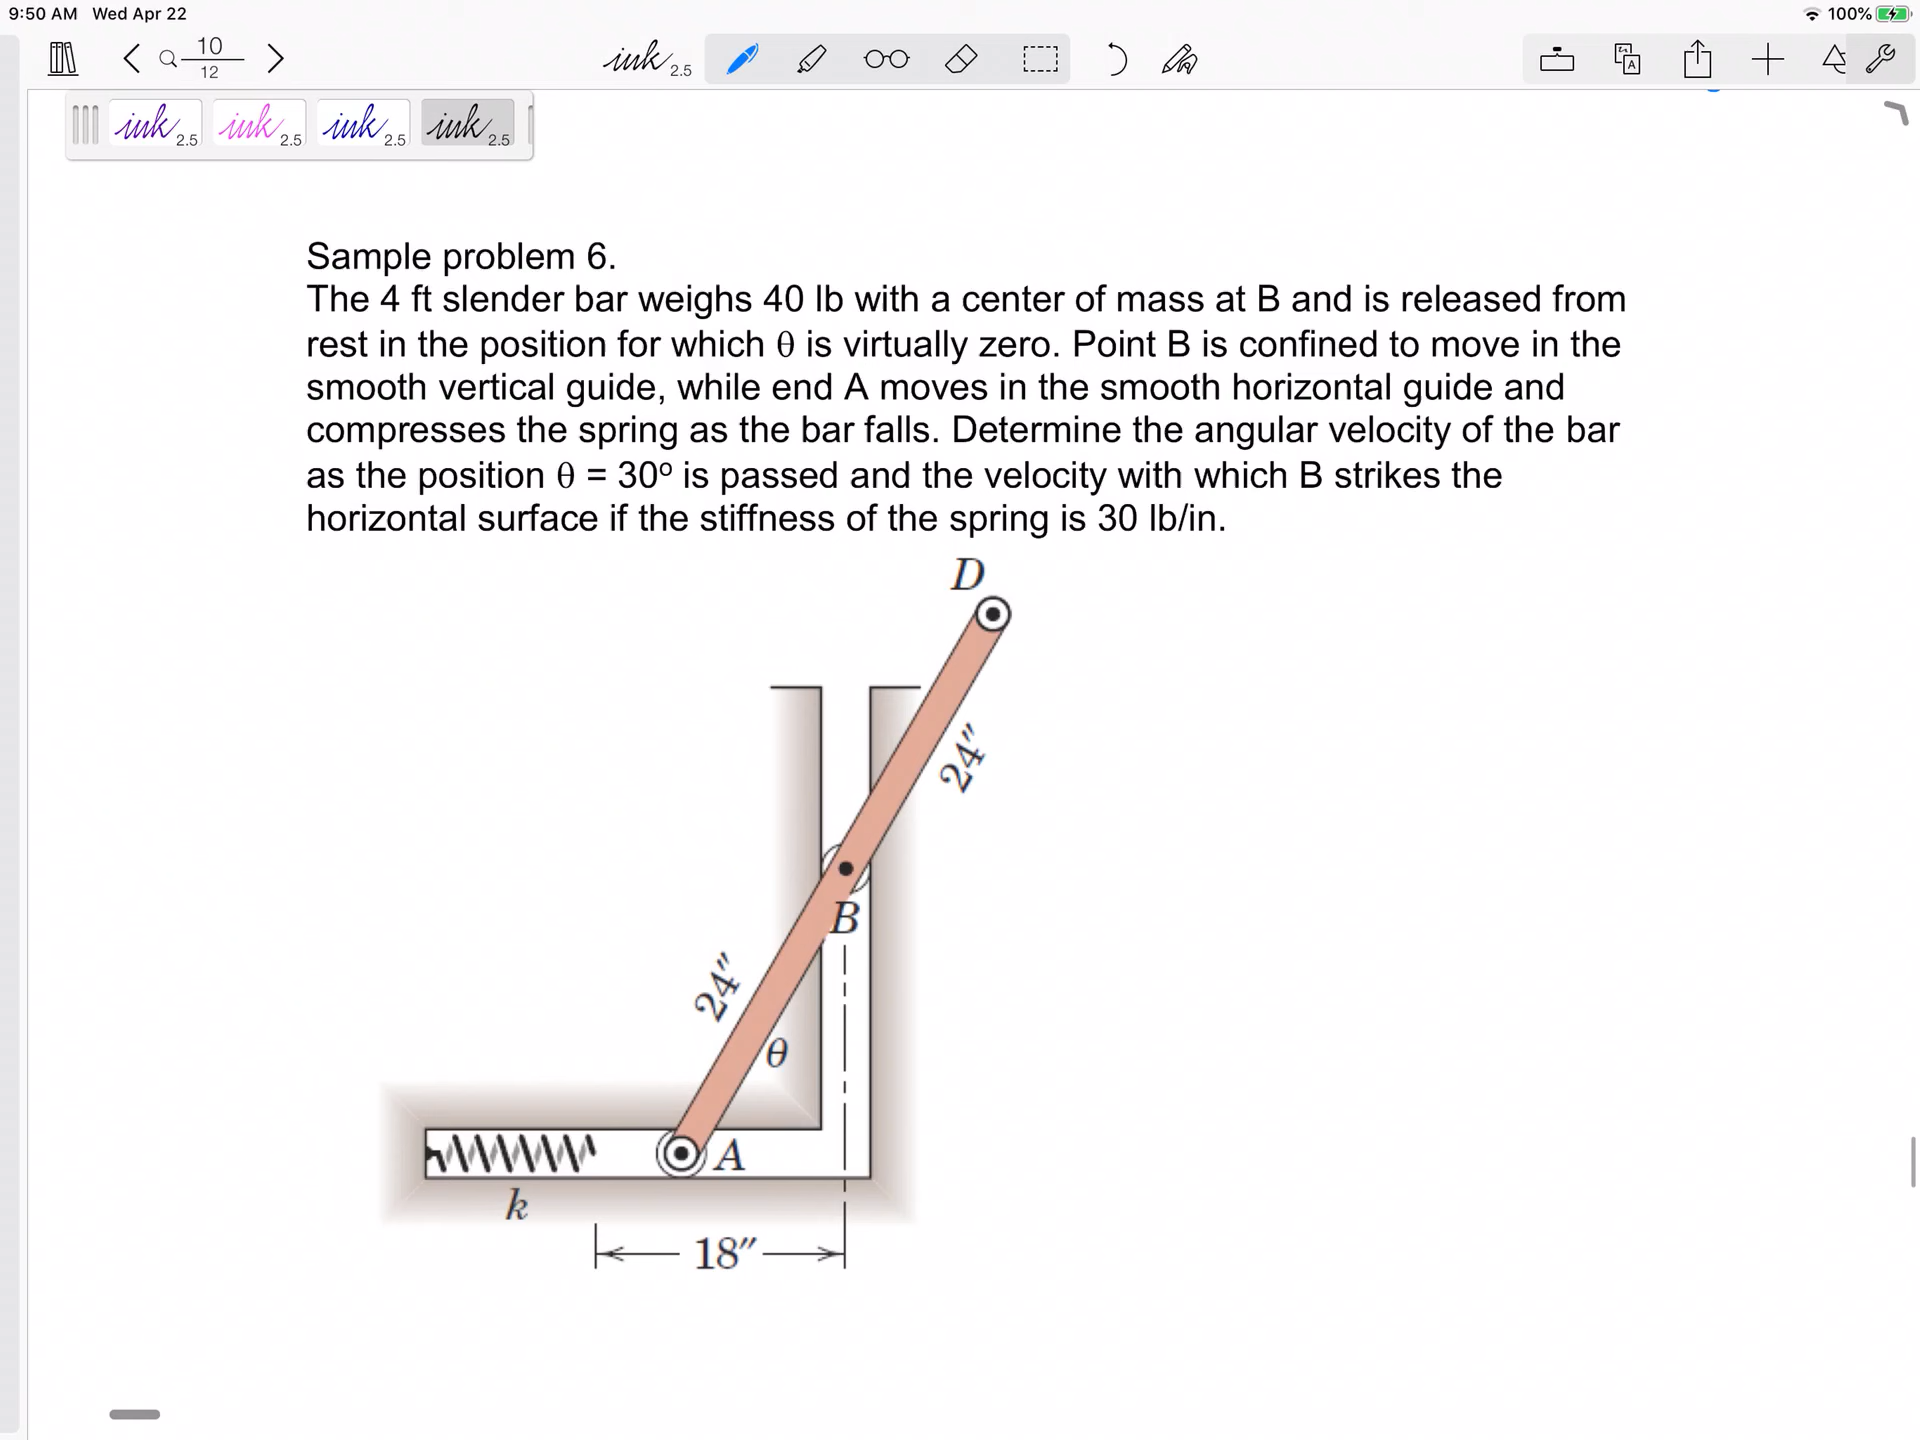 9:50 AM Wed Apr 22
100%
10
12
ink 2.5
ink 2.5
ink 2.5
ink 2.5
ink 2.5
Sample problem 6.
The 4 ft slender bar weighs 40 lb with a center of mass at B and is released from
rest in the position for which θ is virtually zero. Point B is confined to move in the
smooth vertical guide, while end A moves in the smooth horizontal guide and
compresses the spring as the bar falls. Determine the angular velocity of the bar
as the position θ = 30º is passed and the velocity with which B strikes the
horizontal surface if the stiffness of the spring is 30 lb/in.
D
24″
B
24″
θ
A
k
18″